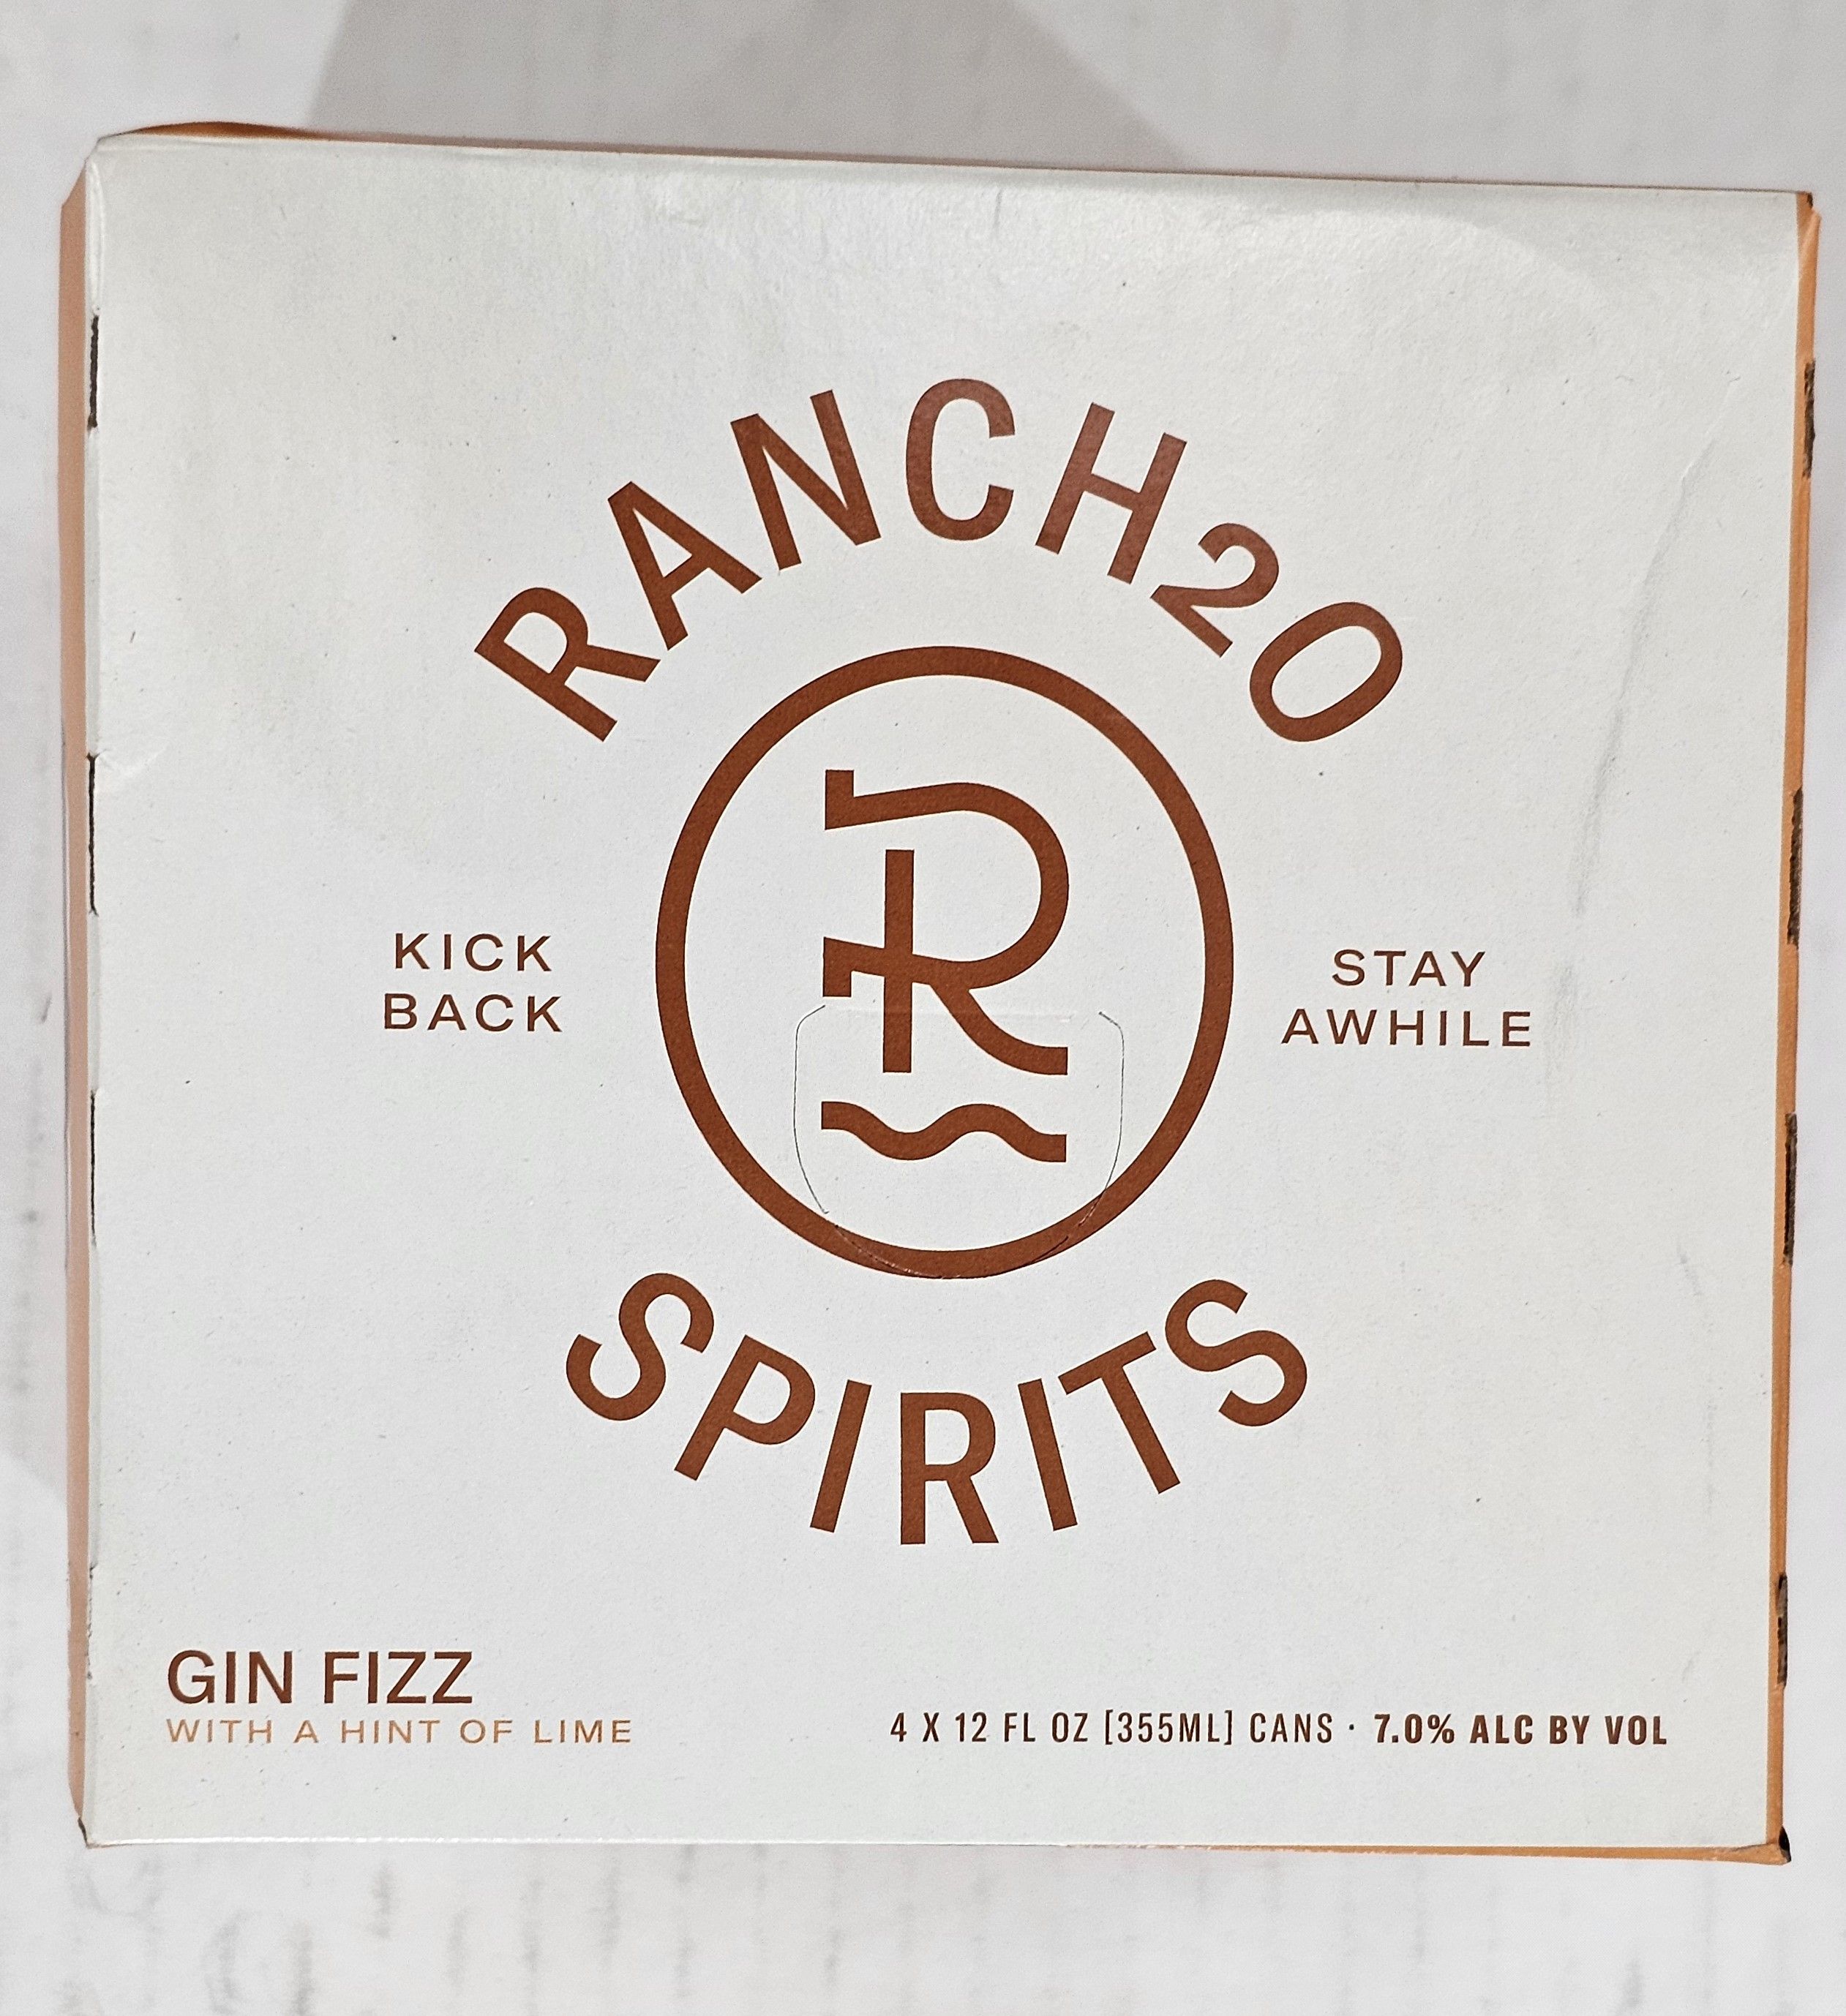 RANCH2O
R
KICK
BACK
STAY
AWHILE
SPIRITS
GIN FIZZ
WITH A HINT OF LIME
4 X 12 FL OZ [355ML] CANS · 7.0% ALC BY VOL